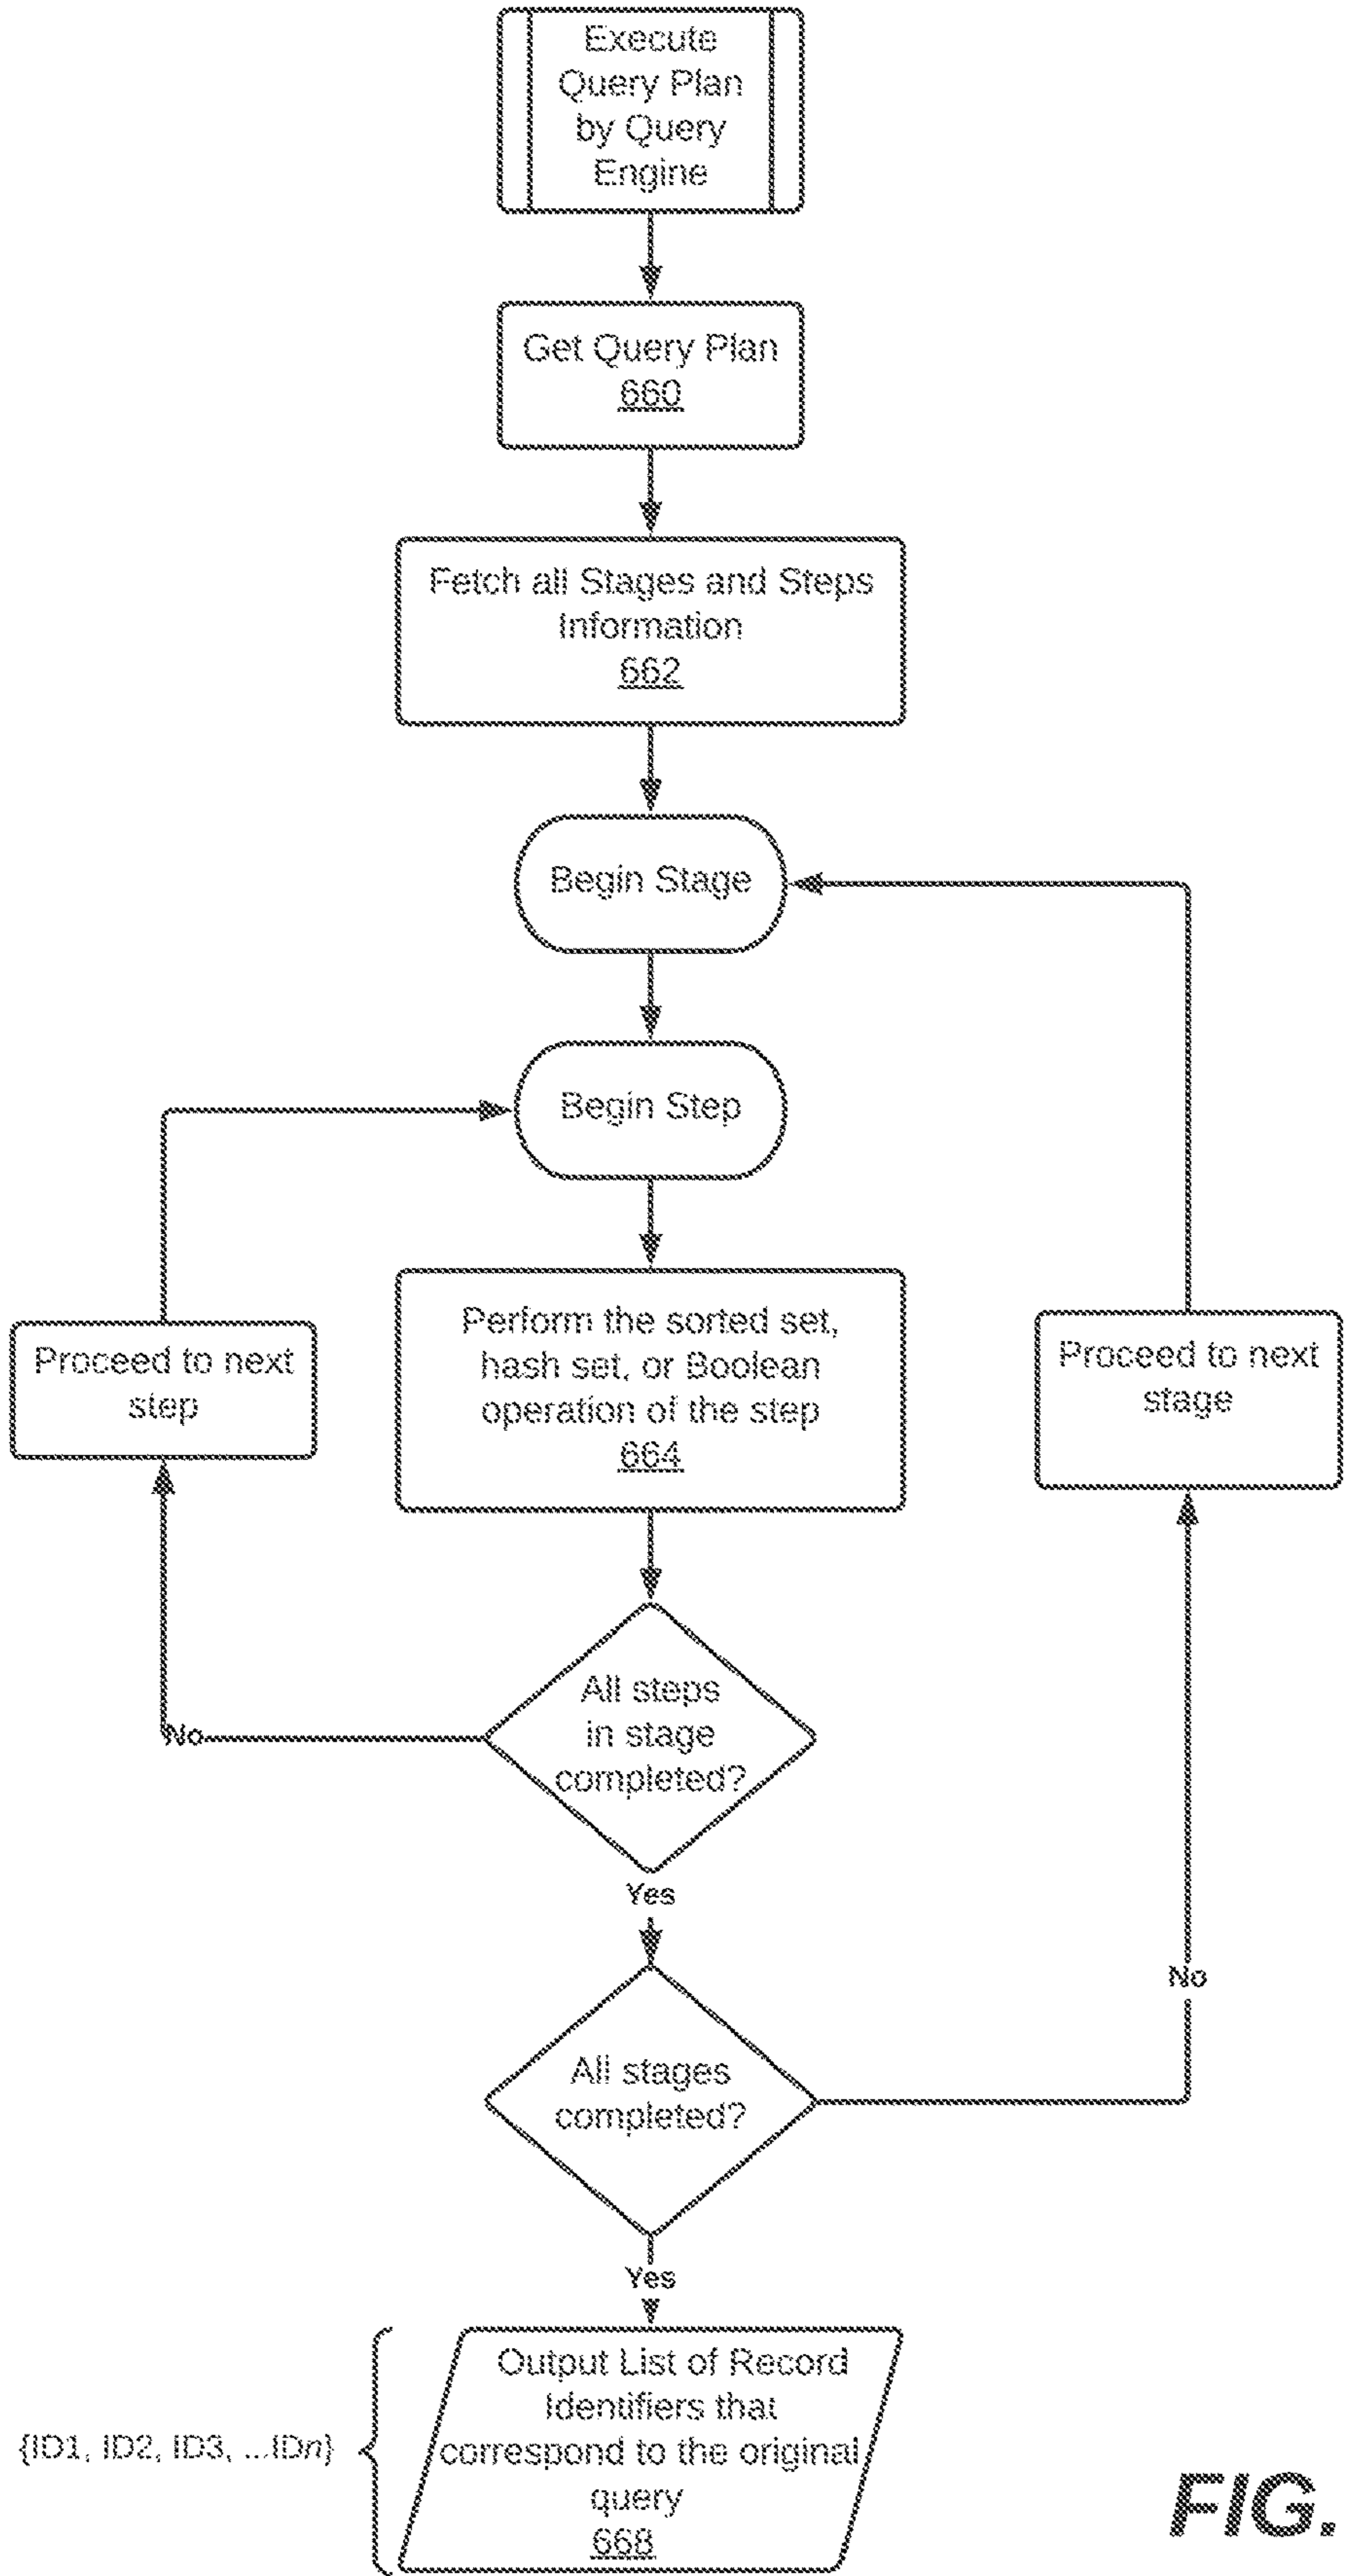 Execute
Query Plan
by Query
Engine
Get Query Plan
660
Fetch all Stages and Steps
Information
662
Begin Stage
Begin Step
Perform the sorted set,
hash set, or Boolean
operation of the step
664
Proceed to next
step
Proceed to next
stage
All steps
in stage
completed?
No
Yes
All stages
completed?
No
Yes
Output List of Record
Identifiers that
correspond to the original
query
668
{ID1, ID2, ID3, ...IDn}
FIG.